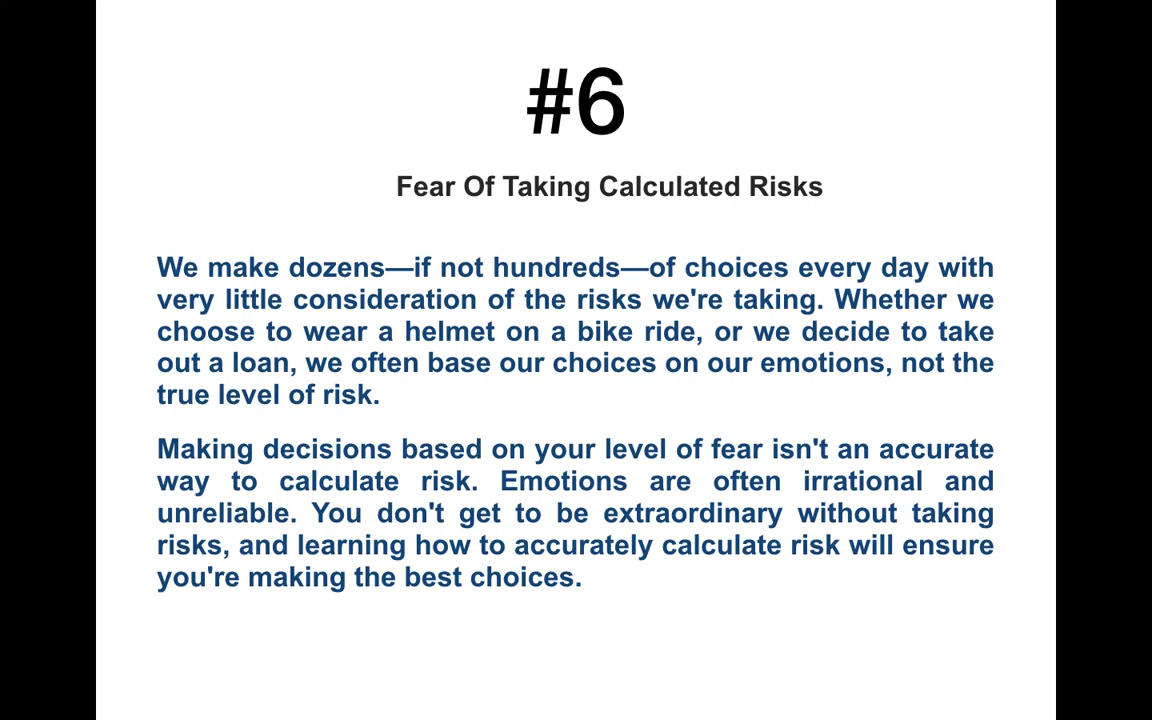 #6
Fear Of Taking Calculated Risks
We make dozens—if not hundreds—of choices every day with
very little consideration of the risks we're taking. Whether we
choose to wear a helmet on a bike ride, or we decide to take
out a loan, we often base our choices on our emotions, not the
true level of risk.
Making decisions based on your level of fear isn't an accurate
way to calculate risk. Emotions are often irrational and
unreliable. You don't get to be extraordinary without taking
risks, and learning how to accurately calculate risk will ensure
you're making the best choices.